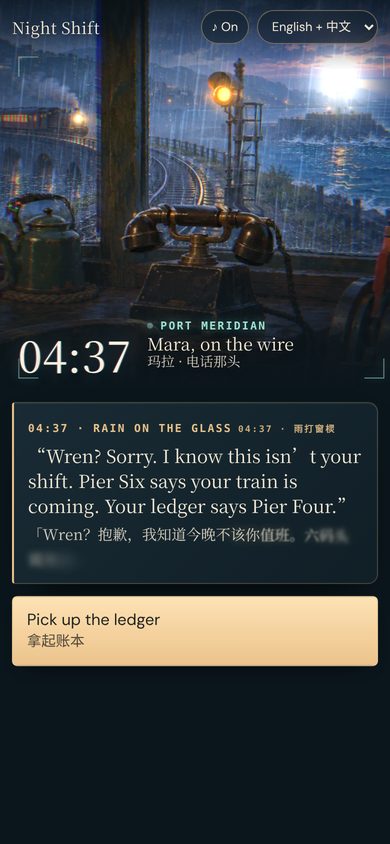 Night Shift
♪ On
English + 中文
PORT MERIDIAN
04:37
Mara, on the wire
玛拉 · 电话那头
04:37 · RAIN ON THE GLASS 04:37 · 雨打窗棂
“Wren? Sorry. I know this isn’t your
shift. Pier Six says your train is
coming. Your ledger says Pier Four.”
「Wren？抱歉，我知道今晚不该你值班。六码头
Pick up the ledger
拿起账本